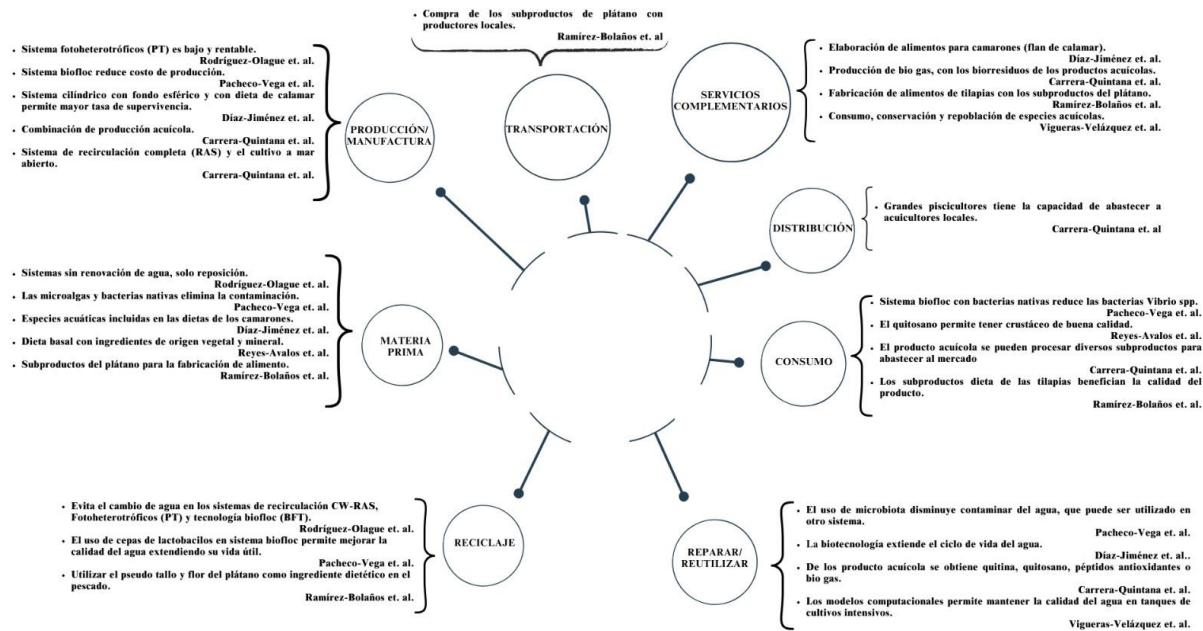 • Compra de los subproductos de plátano con
productores locales.
Ramírez-Bolaños et. al
• Sistema fotoheterotróficos (PT) es bajo y rentable.
Rodríguez-Olague et. al.
• Sistema biofloc reduce costo de producción.
Pacheco-Vega et. al.
• Sistema cilíndrico con fondo esférico y con dieta de calamar
permite mayor tasa de supervivencia.
Díaz-Jiménez et. al.
• Combinación de producción acuícola.
Carrera-Quintana et. al.
• Sistema de recirculación completa (RAS) y el cultivo a mar
abierto.
Carrera-Quintana et. al.
PRODUCCIÓN/
MANUFACTURA
TRANSPORTACIÓN
SERVICIOS
COMPLEMENTARIOS
• Elaboración de alimentos para camarones (flan de calamar).
Díaz-Jiménez et. al.
• Producción de bio gas, con los biorresiduos de los productos acuícolas.
Carrera-Quintana et. al.
• Fabricación de alimentos de tilapias con los subproductos del plátano.
Ramírez-Bolaños et. al.
• Consumo, conservación y repoblación de especies acuícolas.
Vigueras-Velázquez et. al.
DISTRIBUCIÓN
• Grandes piscicultores tiene la capacidad de abastecer a
acuicultores locales.
Carrera-Quintana et. al
• Sistemas sin renovación de agua, solo reposición.
Rodríguez-Olague et. al.
• Las microalgas y bacterias nativas elimina la contaminación.
Pacheco-Vega et. al.
• Especies acuáticas incluidas en las dietas de los camarones.
Díaz-Jiménez et. al.
• Dieta basal con ingredientes de origen vegetal y mineral.
Reyes-Avalos et. al.
• Subproductos del plátano para la fabricación de alimento.
Ramírez-Bolaños et. al.
MATERIA
PRIMA
CONSUMO
• Sistema biofloc con bacterias nativas reduce las bacterias Vibrio spp.
Pacheco-Vega et. al.
• El quitosano permite tener crustáceo de buena calidad.
Reyes-Avalos et. al.
• El producto acuícola se pueden procesar diversos subproductos para
abastecer al mercado
Carrera-Quintana et. al.
• Los subproductos dieta de las tilapias benefician la calidad del
producto.
Ramírez-Bolaños et. al.
• Evita el cambio de agua en los sistemas de recirculación CW-RAS,
Fotoheterotróficos (PT) y tecnología biofloc (BFT).
Rodríguez-Olague et. al.
• El uso de cepas de lactobacilos en sistema biofloc permite mejorar la
calidad del agua extendiendo su vida útil.
Pacheco-Vega et. al.
• Utilizar el pseudo tallo y flor del plátano como ingrediente dietético en el
pescado.
Ramírez-Bolaños et. al.
RECICLAJE
REPARAR/
REUTILIZAR
• El uso de microbiota disminuye contaminar del agua, que puede ser utilizado en
otro sistema.
Pacheco-Vega et. al.
• La biotecnología extiende el ciclo de vida del agua.
Díaz-Jiménez et. al..
• De los producto acuícola se obtiene quitina, quitosano, péptidos antioxidantes o
bio gas.
Carrera-Quintana et. al.
• Los modelos computacionales permite mantener la calidad del agua en tanques de
cultivos intensivos.
Vigueras-Velázquez et. al.